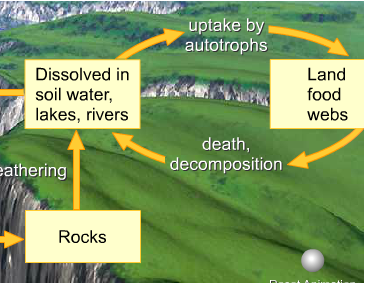 uptake by
autotrophs
Dissolved in
soil water,
lakes, rivers
Land
food
webs
death,
decomposition
eathering
Rocks